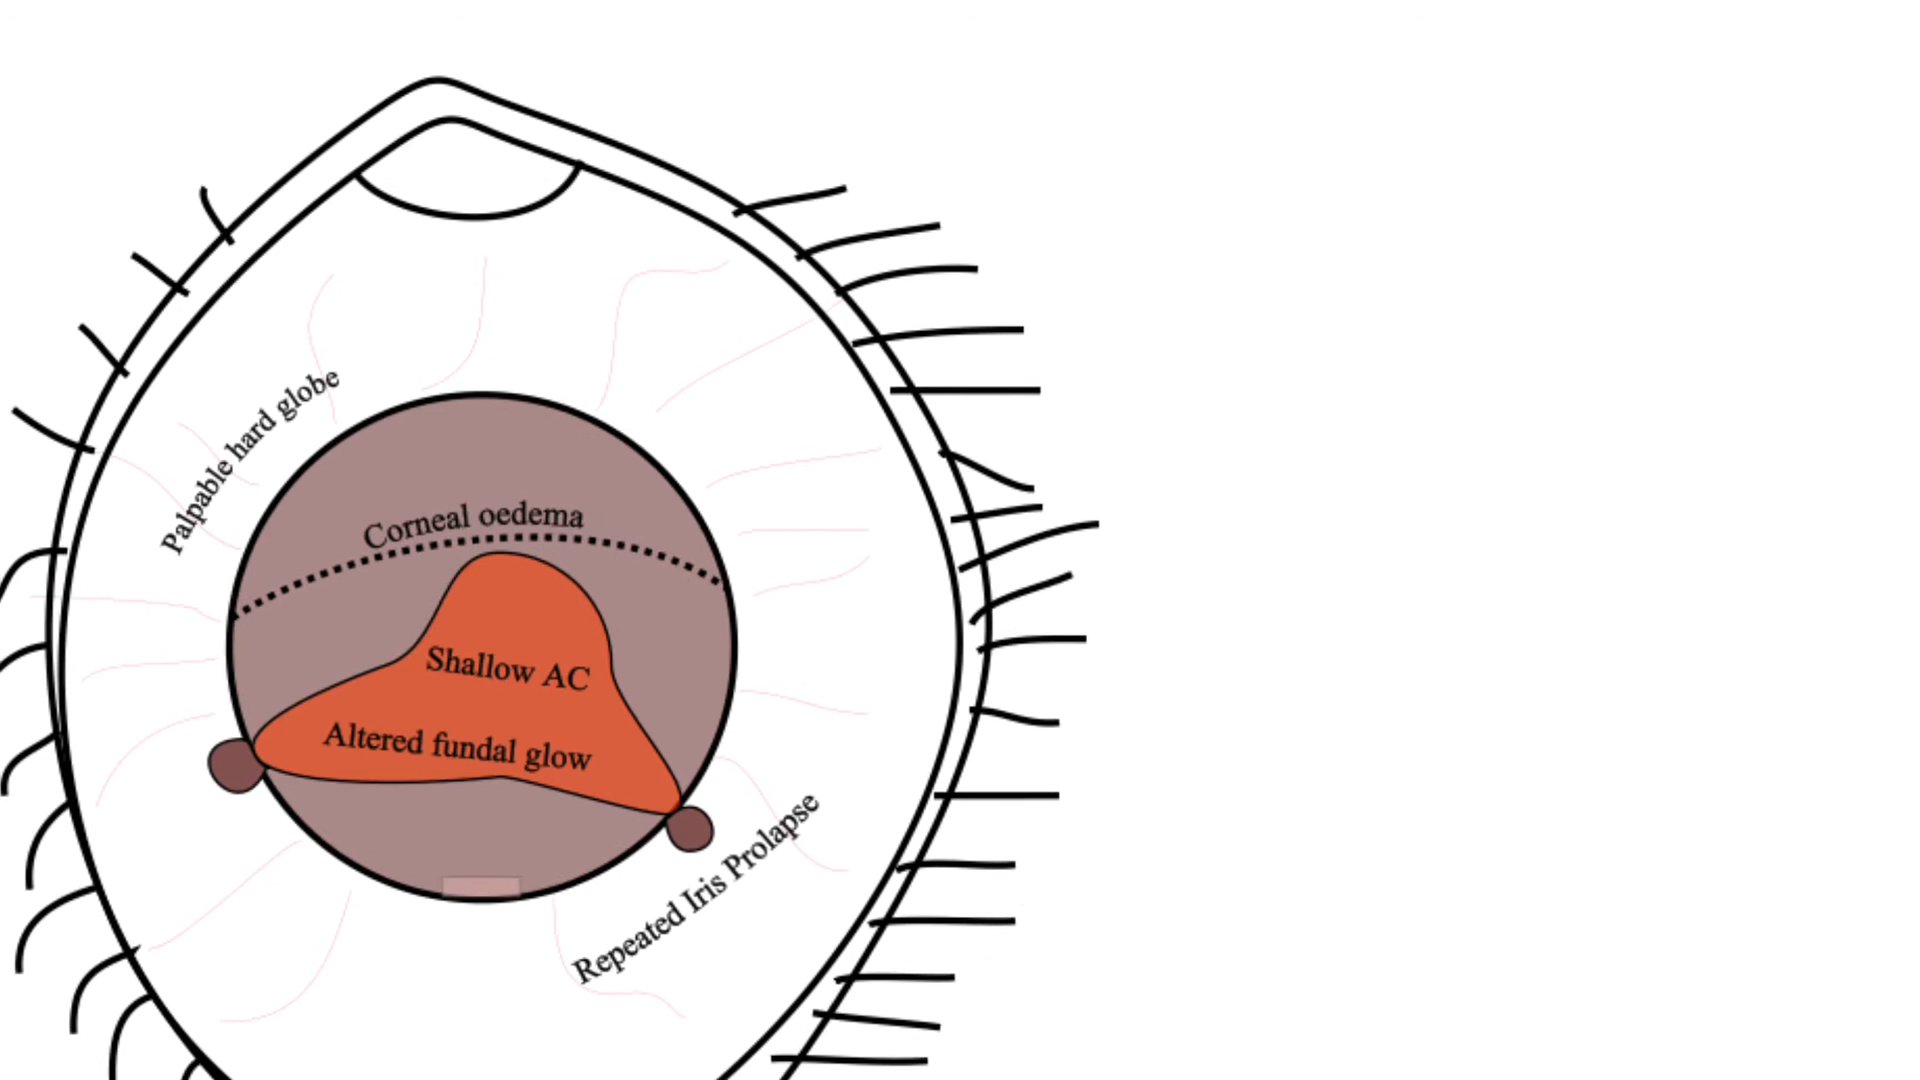 Palpable hard globe
Corneal oedema
Shallow AC
Altered fundal glow
Repeated Iris Prolapse